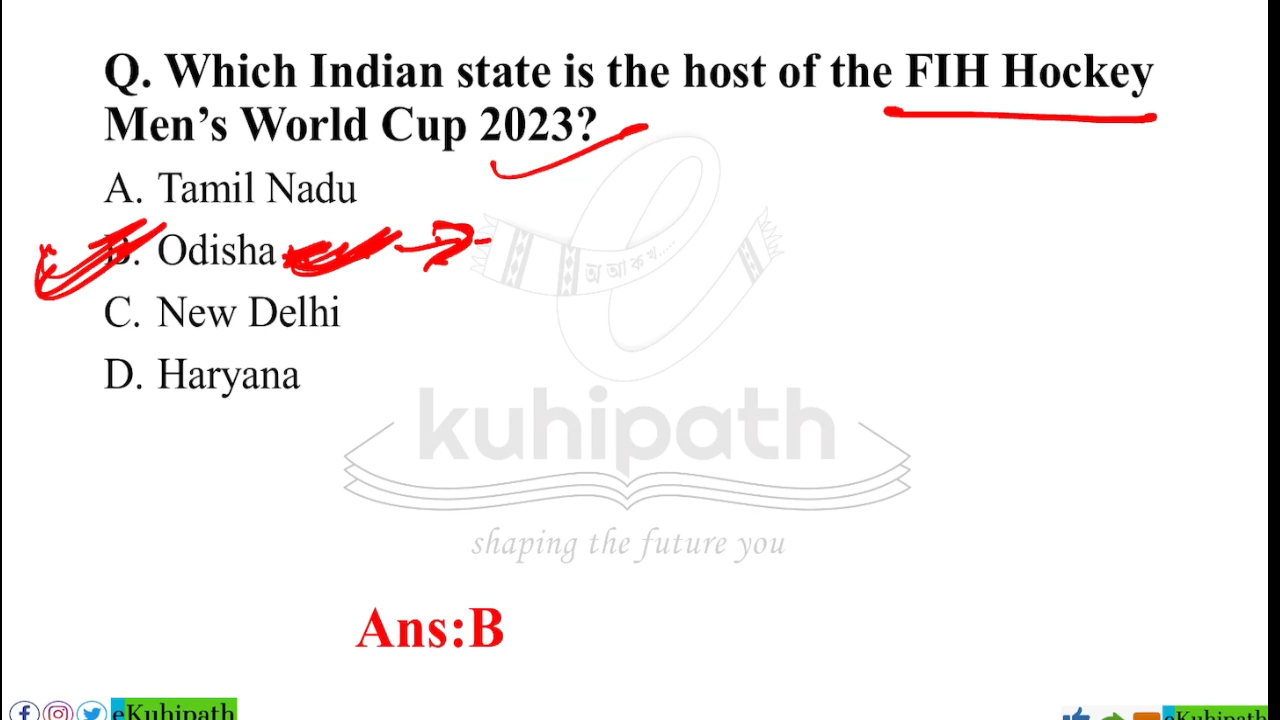 Q. Which Indian state is the host of the FIH Hockey
Men’s World Cup 2023?
A. Tamil Nadu
B. Odisha
C. New Delhi
D. Haryana
অ আ ক খ....
kuhipath
shaping the future you
Ans:B
eKuhipath
eKuhipath